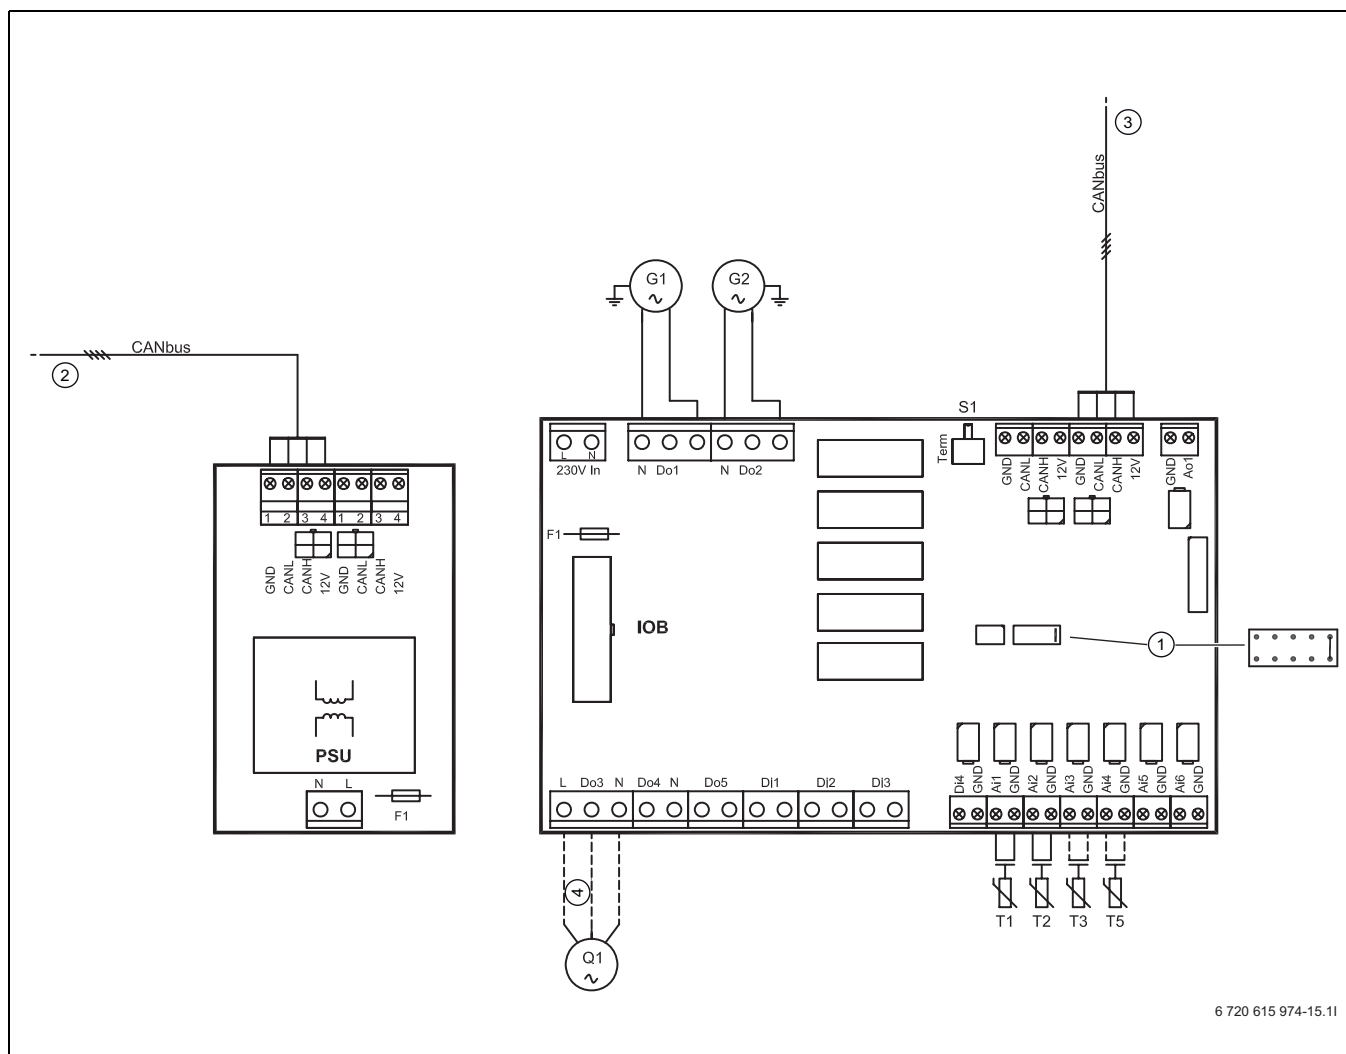 3
CANbus
G1
G2
CANbus
2
S1
Term
GND
CANL
CANH
12V
GND
CANL
CANH
12V
GND
Ao1
L N
230V In
N Do1
N Do2
1 2 3 4 1 2 3 4
GND
CANL
CANH
12V
GND
CANL
CANH
12V
F1
IOB
1
PSU
N L
F1
L Do3 N Do4 N Do5 DI1 DI2 DI3
Di4
GND
Ai1
GND
Ai2
GND
Ai3
GND
Ai4
GND
Ai5
GND
Ai6
GND
4
T1 T2 T3 T5
Q1
6 720 615 974-15.1I